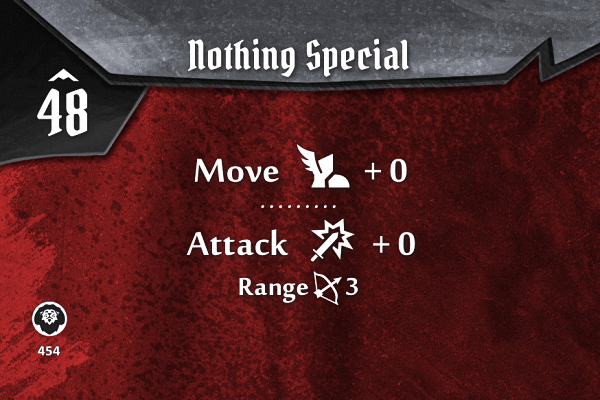 Nothing Special
48
Move + 0
Attack + 0
Range 3
454